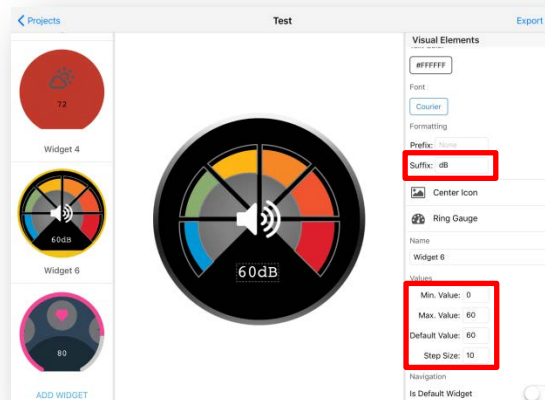 Projects
Test
Export
Visual Elements
#FFFFFF
Font
Courier
Formatting
Prefix: None
Suffix: dB
Center Icon
Ring Gauge
Name
Widget 6
Values
Min. Value: 0
Max. Value: 60
Default Value: 60
Step Size: 10
Navigation
Is Default Widget
72
Widget 4
60dB
Widget 6
80
ADD WIDGET
60dB